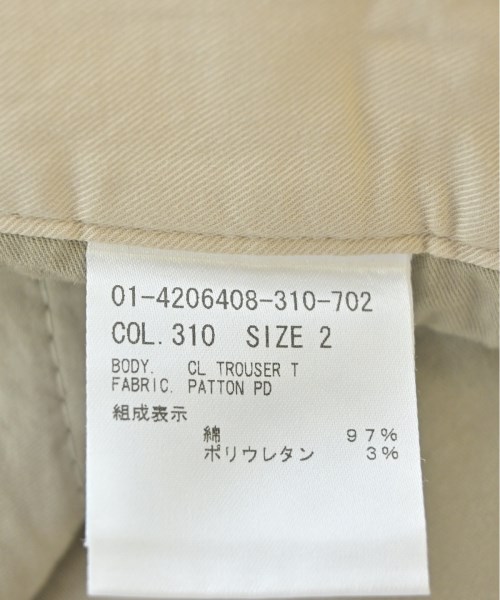 01-4206408-310-702
COL. 310 SIZE 2
BODY. CL TROUSER T
FABRIC. PATTON PD
組成表示
綿 97%
ポリウレタン 3%